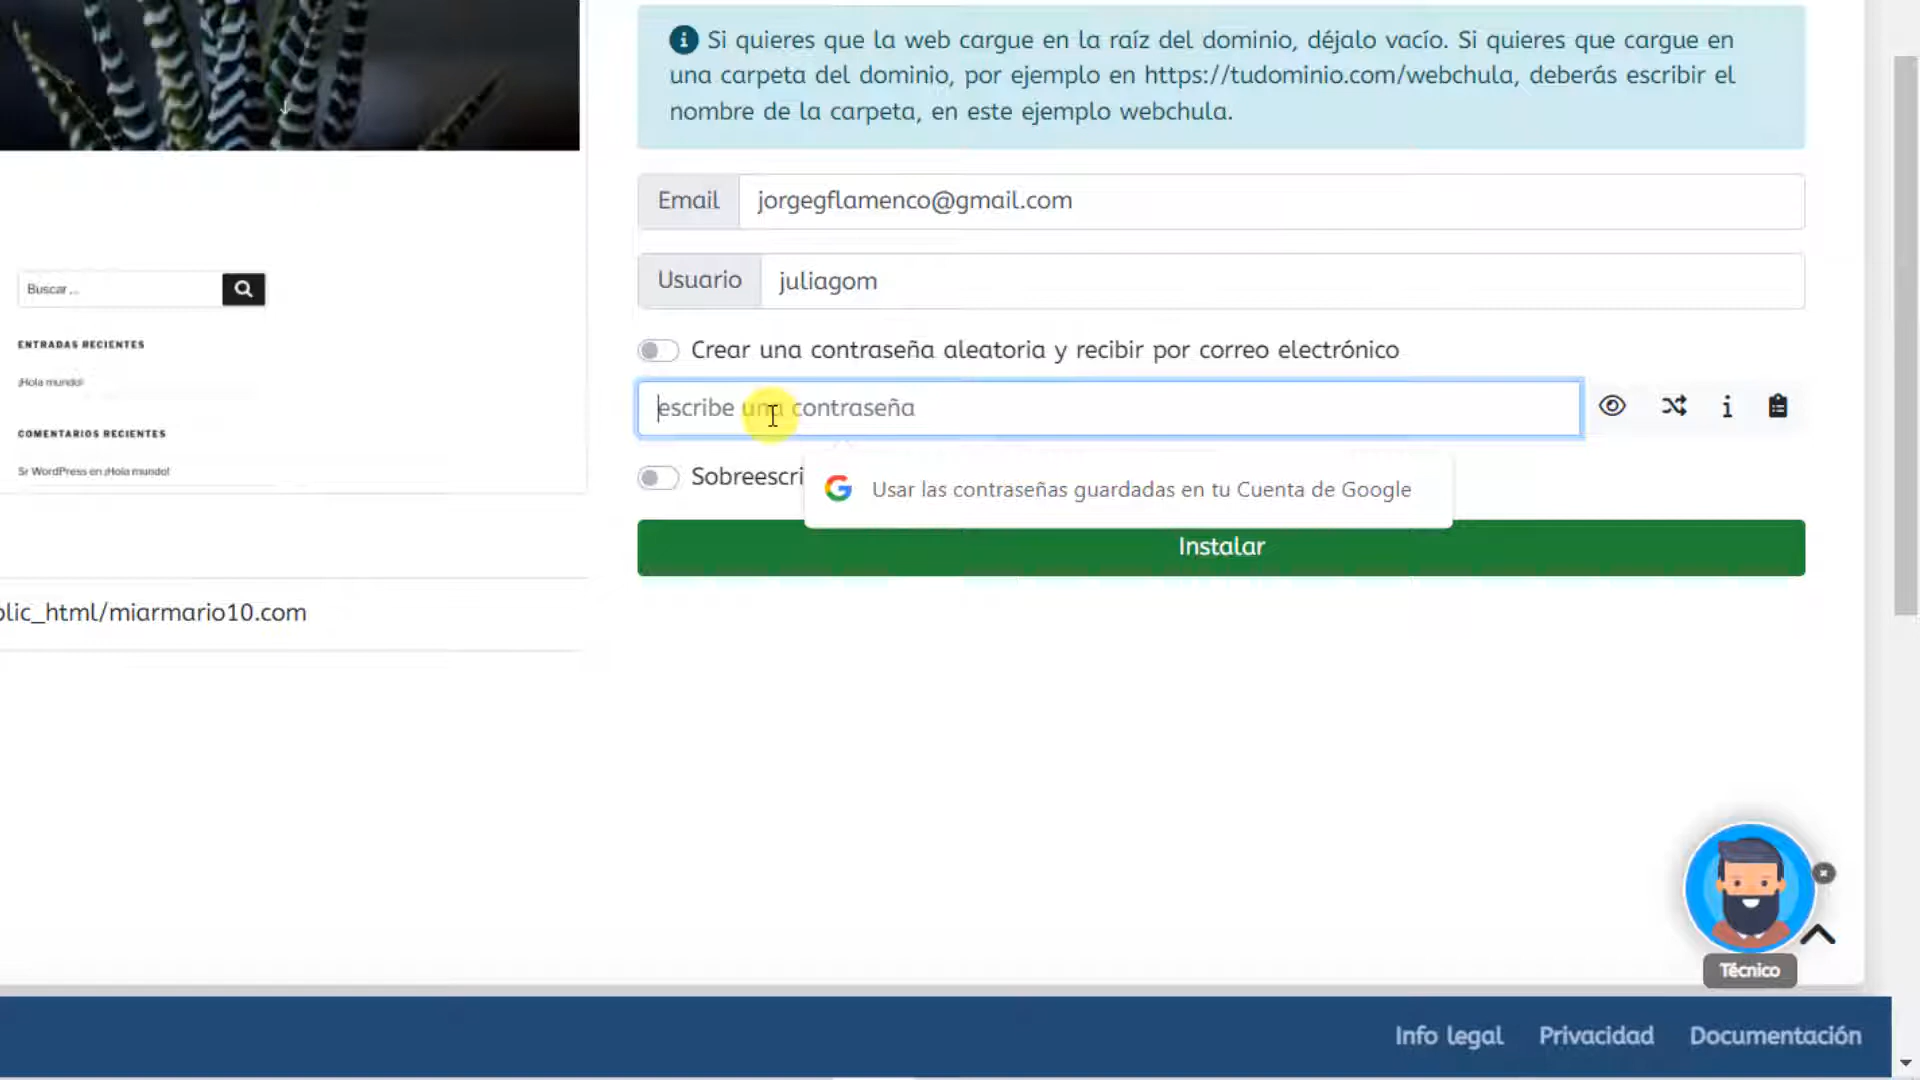 Si quieres que la web cargue en la raíz del dominio, déjalo vacío. Si quieres que cargue en
una carpeta del dominio, por ejemplo en https://tudominio.com/webchula, deberás escribir el
nombre de la carpeta, en este ejemplo webchula.
Email jorgegflamenco@gmail.com
Usuario juliagom
Crear una contraseña aleatoria y recibir por correo electrónico
escribe una contraseña
Sobreescri
Usar las contraseñas guardadas en tu Cuenta de Google
Instalar
Buscar ...
ENTRADAS RECIENTES
¡Hola mundo!
COMENTARIOS RECIENTES
Sr WordPress en ¡Hola mundo!
blic_html/miarmario10.com
Técnico
Info legal Privacidad Documentación